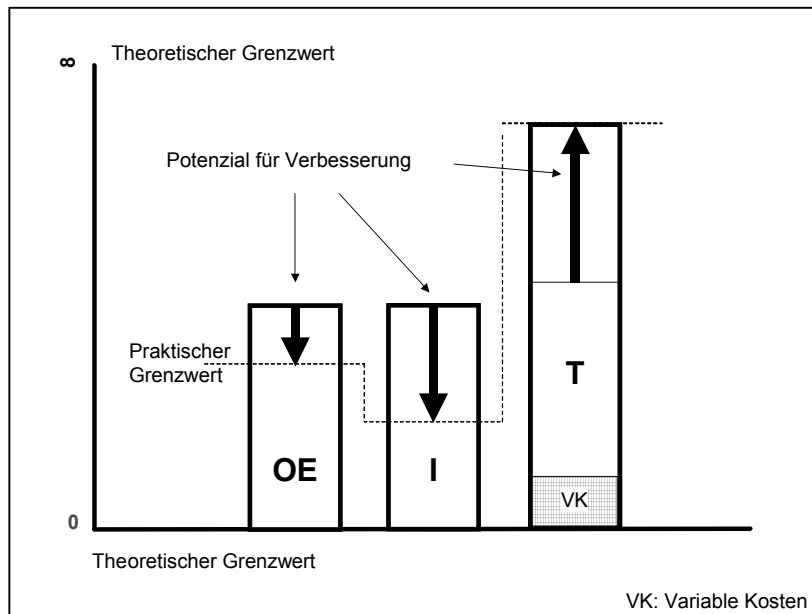 Theoretischer Grenzwert
∞
Potenzial für Verbesserung
Praktischer
Grenzwert
OE
I
T
VK
0
Theoretischer Grenzwert
VK: Variable Kosten